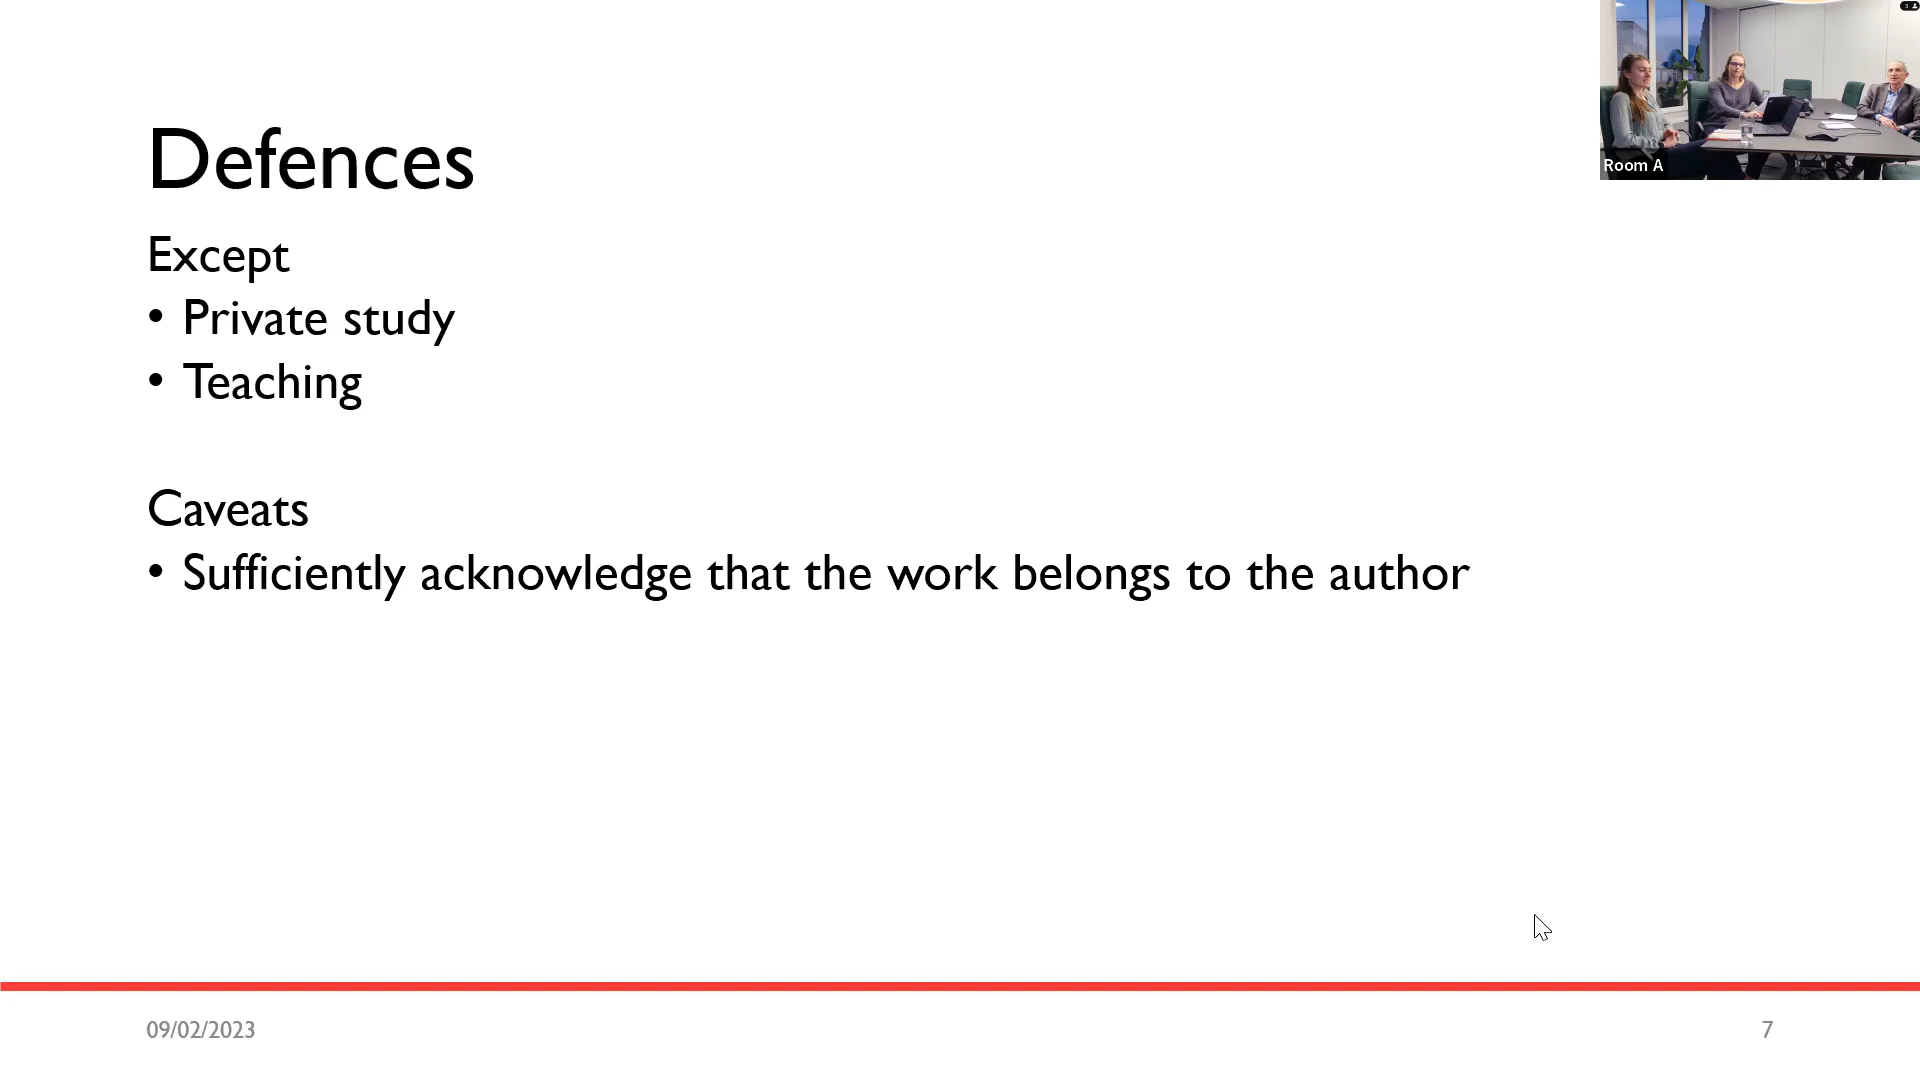 Defences
Except
• Private study
• Teaching
Caveats
• Sufficiently acknowledge that the work belongs to the author
Room A
09/02/2023
7